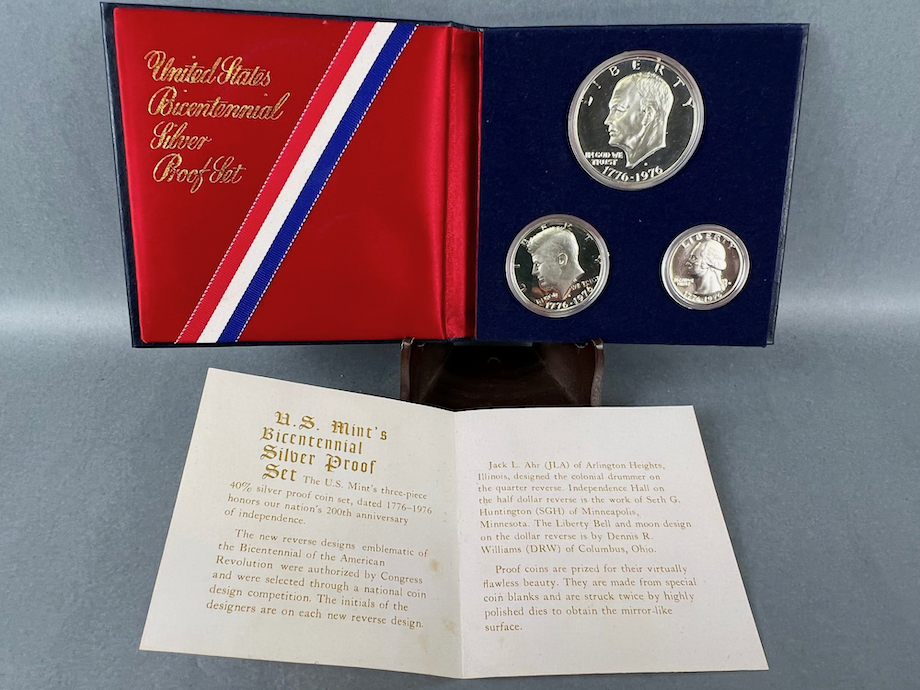 United States
Bicentennial
Silver
Proof Set
LIBERTY
IN GOD WE
TRUST
1776-1976
LIBERTY
WE TRUST
1776-1976
LIBERTY
1776-1976
U.S. Mint's
Bicentennial
Silver Proof
Set The U.S. Mint's three-piece
40% silver proof coin set, dated 1776-1976
honors our nation's 200th anniversary
of independence.
The new reverse designs emblematic of
the Bicentennial of the American
Revolution were authorized by Congress
and were selected through a national coin
design competition. The initials of the
designers are on each new reverse design.
Jack L. Ahr (JLA) of Arlington Heights,
Illinois, designed the colonial drummer on
the quarter reverse. Independence Hall on
the half dollar reverse is the work of Seth G.
Huntington (SGH) of Minneapolis,
Minnesota. The Liberty Bell and moon design
on the dollar reverse is by Dennis R.
Williams (DRW) of Columbus, Ohio.
Proof coins are prized for their virtually
flawless beauty. They are made from special
coin blanks and are struck twice by highly
polished dies to obtain the mirror-like
surface.